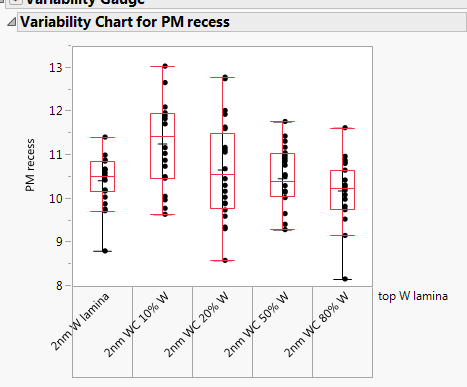 Variability Gauge
Variability Chart for PM recess
13
12
11
10
9
8
PM recess
2nm W lamina
2nm WC 10% W
2nm WC 20% W
2nm WC 50% W
2nm WC 80% W
top W lamina